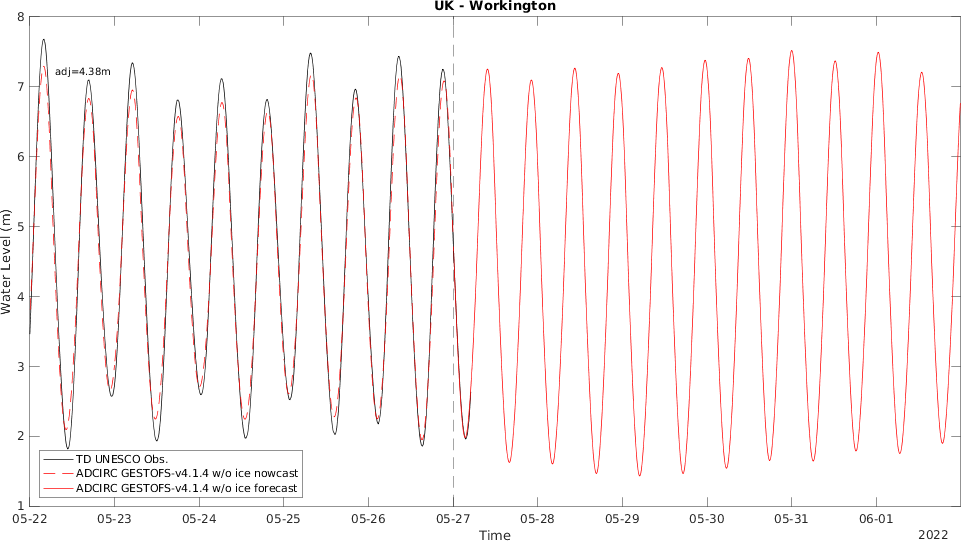 UK - Workington
8
adj=4.38m
7
6
5
Water Level (m)
4
3
2
TD UNESCO Obs.
ADCIRC GESTOFS-v4.1.4 w/o ice nowcast
ADCIRC GESTOFS-v4.1.4 w/o ice forecast
1
05-22 05-23 05-24 05-25 05-26 05-27 05-28 05-29 05-30 05-31 06-01
Time
2022